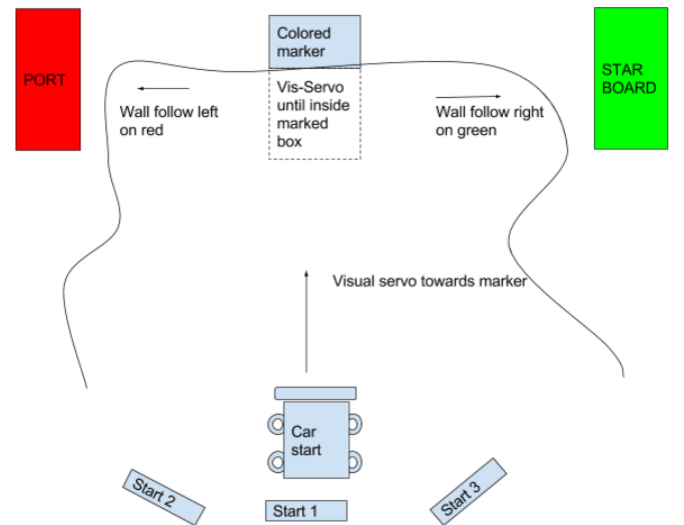 Colored
marker
PORT
STAR
BOARD
Vis-Servo
until inside
marked
box
Wall follow left
on red
Wall follow right
on green
Visual servo towards marker
Car
start
Start 2
Start 1
Start 3